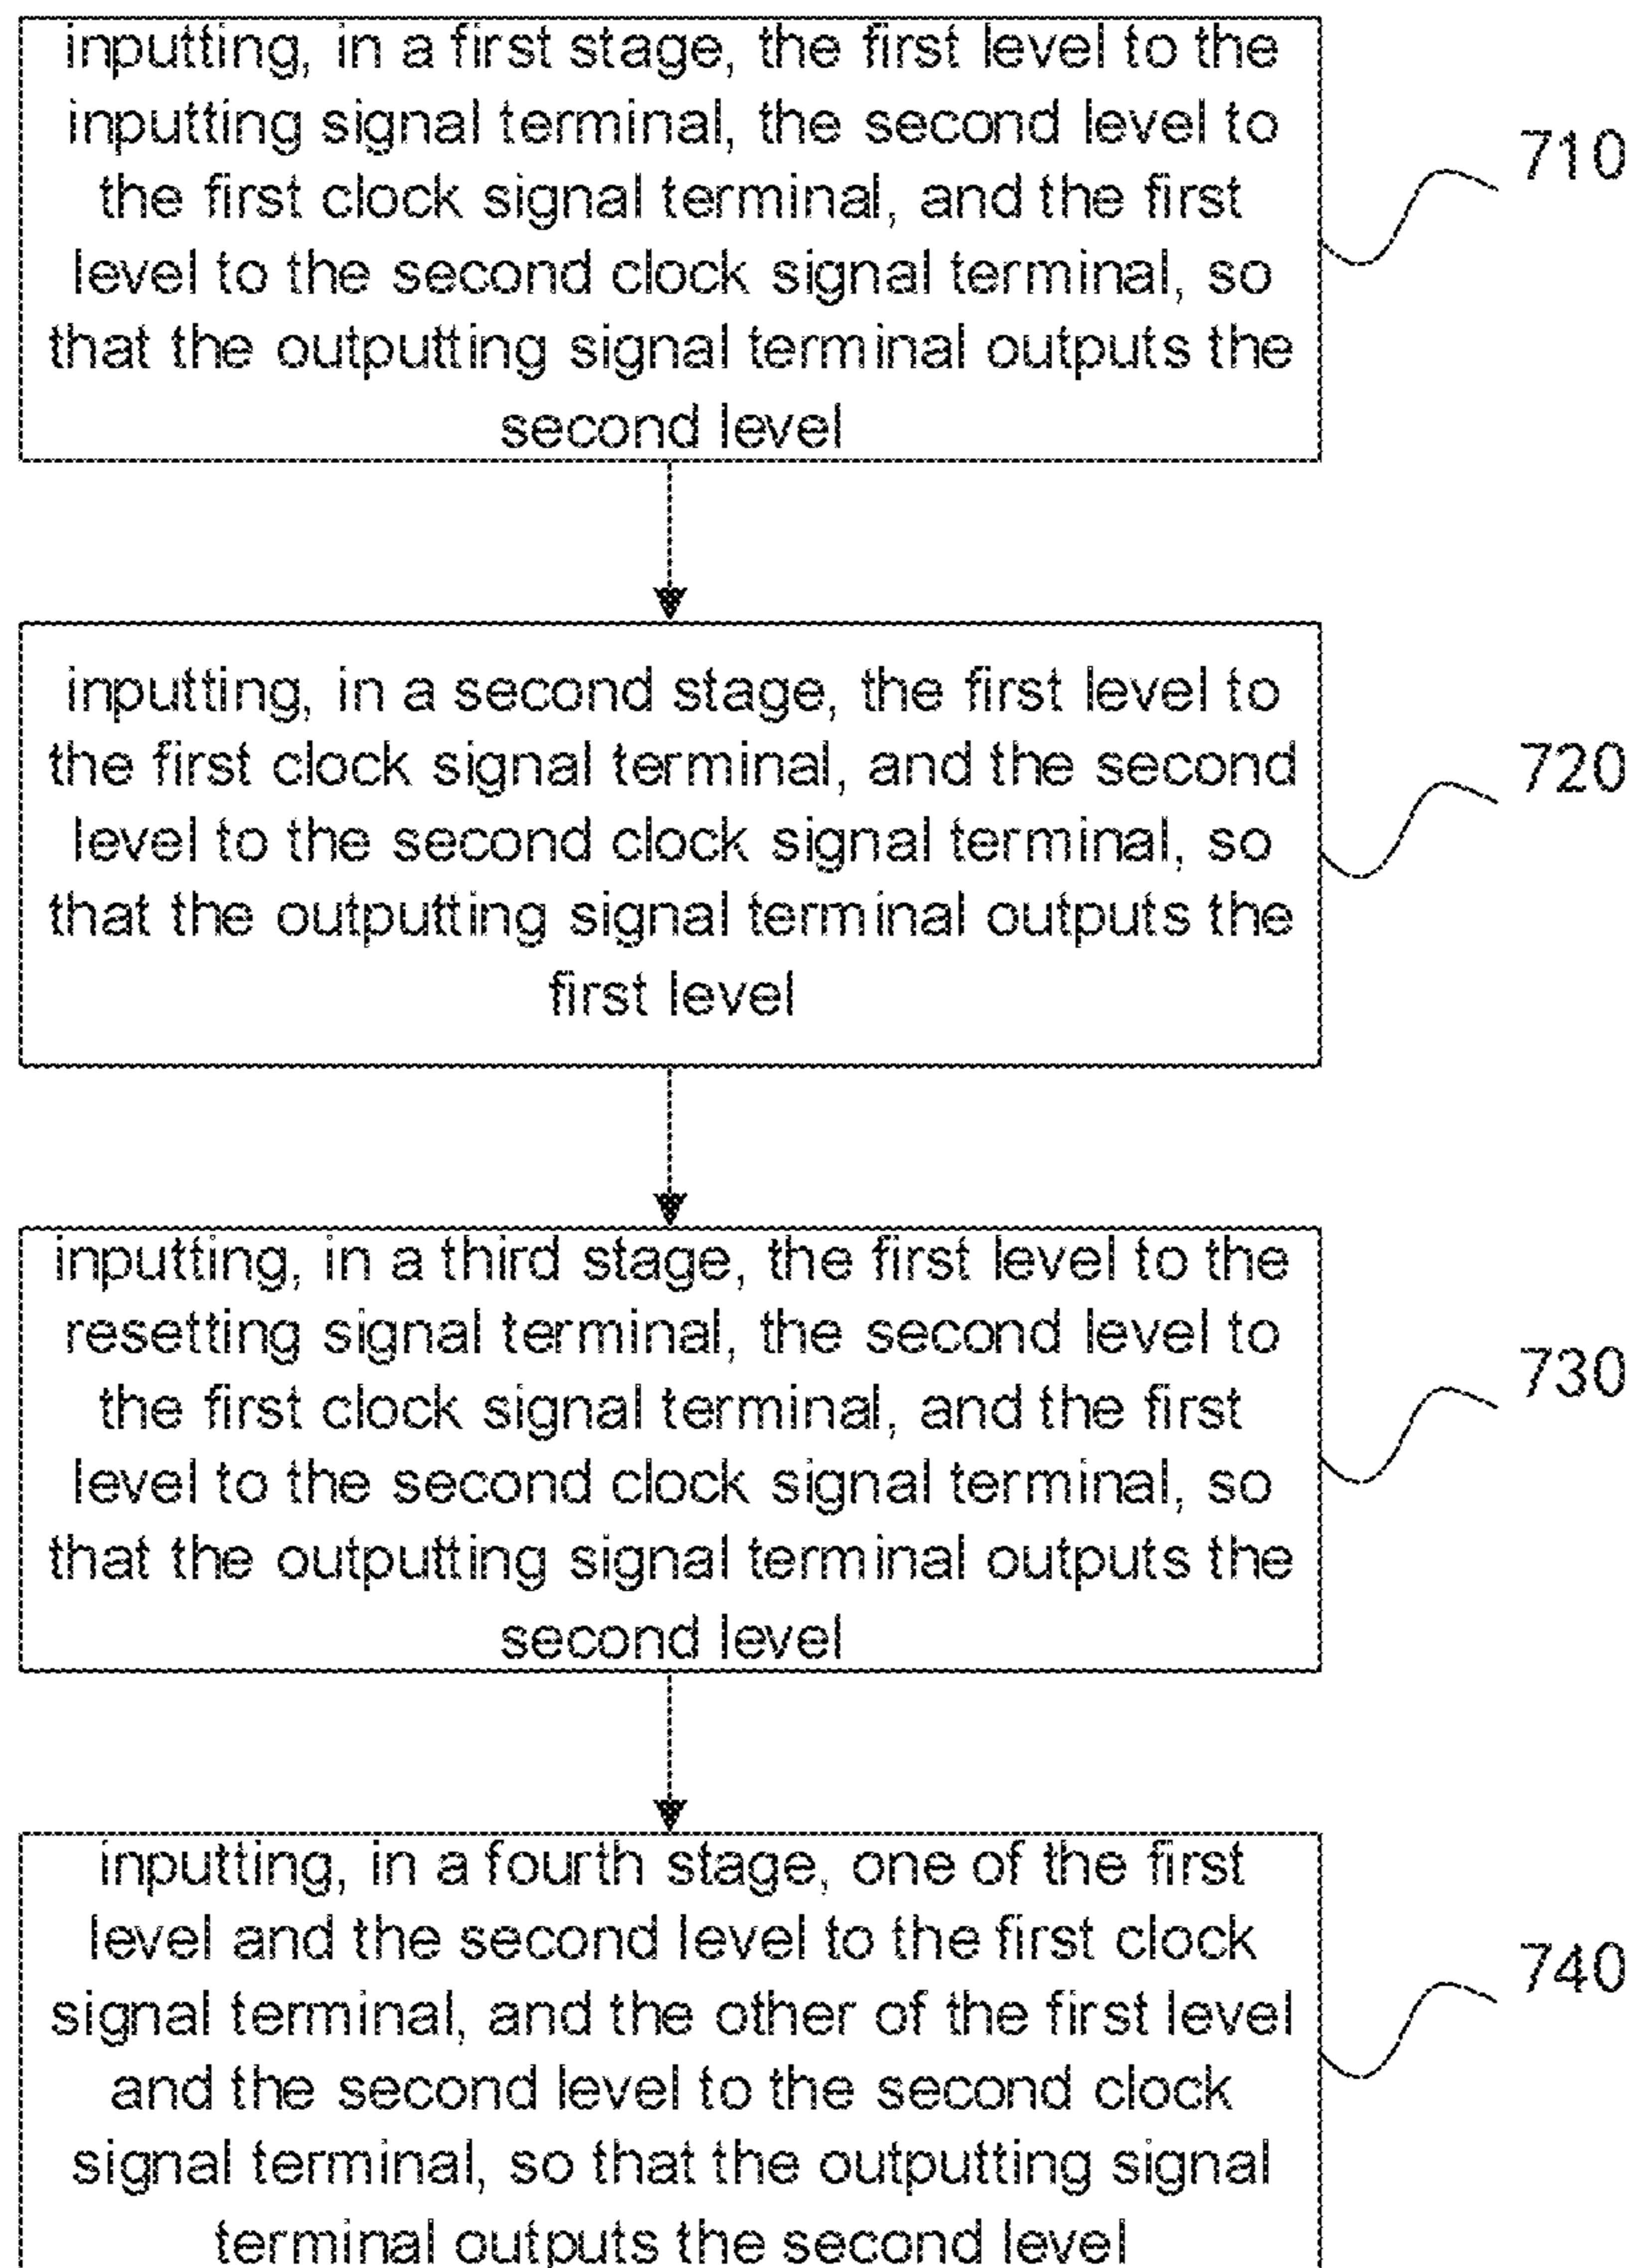 inputting, in a first stage, the first level to the
inputting signal terminal, the second level to
the first clock signal terminal, and the first
level to the second clock signal terminal, so
that the outputting signal terminal outputs the
second level
710
inputting, in a second stage, the first level to
the first clock signal terminal, and the second
level to the second clock signal terminal, so
that the outputting signal terminal outputs the
first level
720
inputting, in a third stage, the first level to the
resetting signal terminal, the second level to
the first clock signal terminal, and the first
level to the second clock signal terminal, so
that the outputting signal terminal outputs the
second level
730
inputting, in a fourth stage, one of the first
level and the second level to the first clock
signal terminal, and the other of the first level
and the second level to the second clock
signal terminal, so that the outputting signal
terminal outputs the second level
740